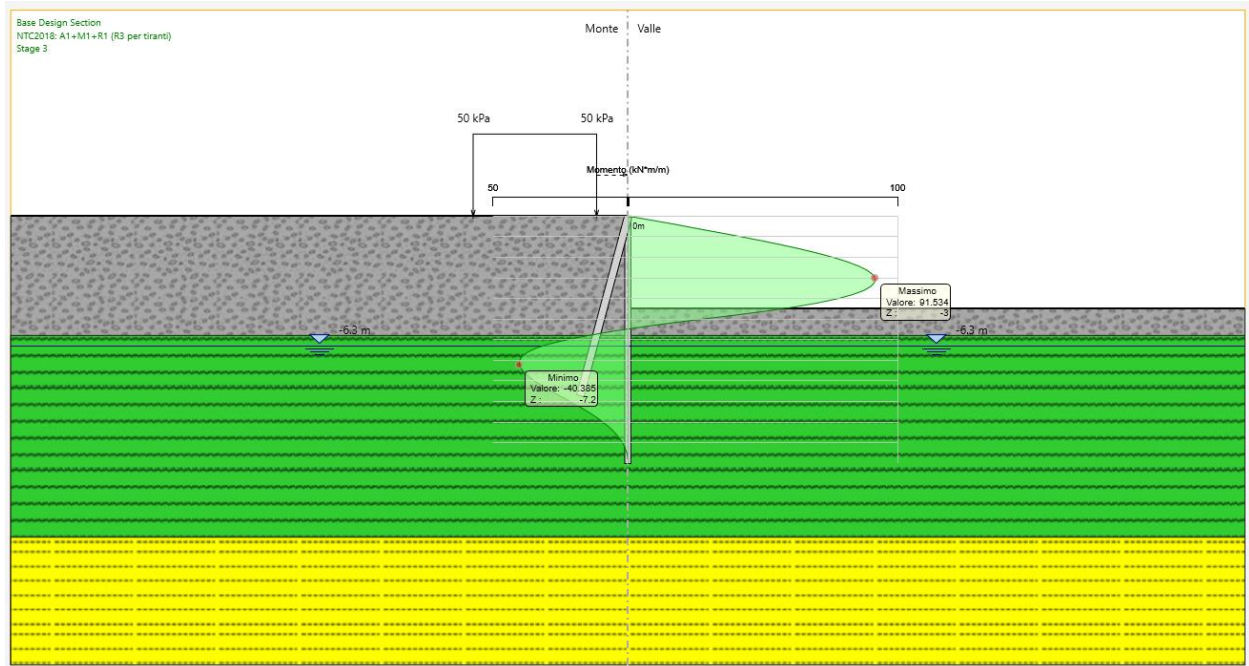 Base Design Section
NTC2018: A1+M1+R1 (R3 per tiranti)
Stage 3
Monte Valle
50 kPa 50 kPa
Momento (kN*m/m)
50 100
0m
Massimo
Valore: 91.534
Z : -3
-6.3 m -6.3 m
Minimo
Valore: -40.385
Z : -7.2